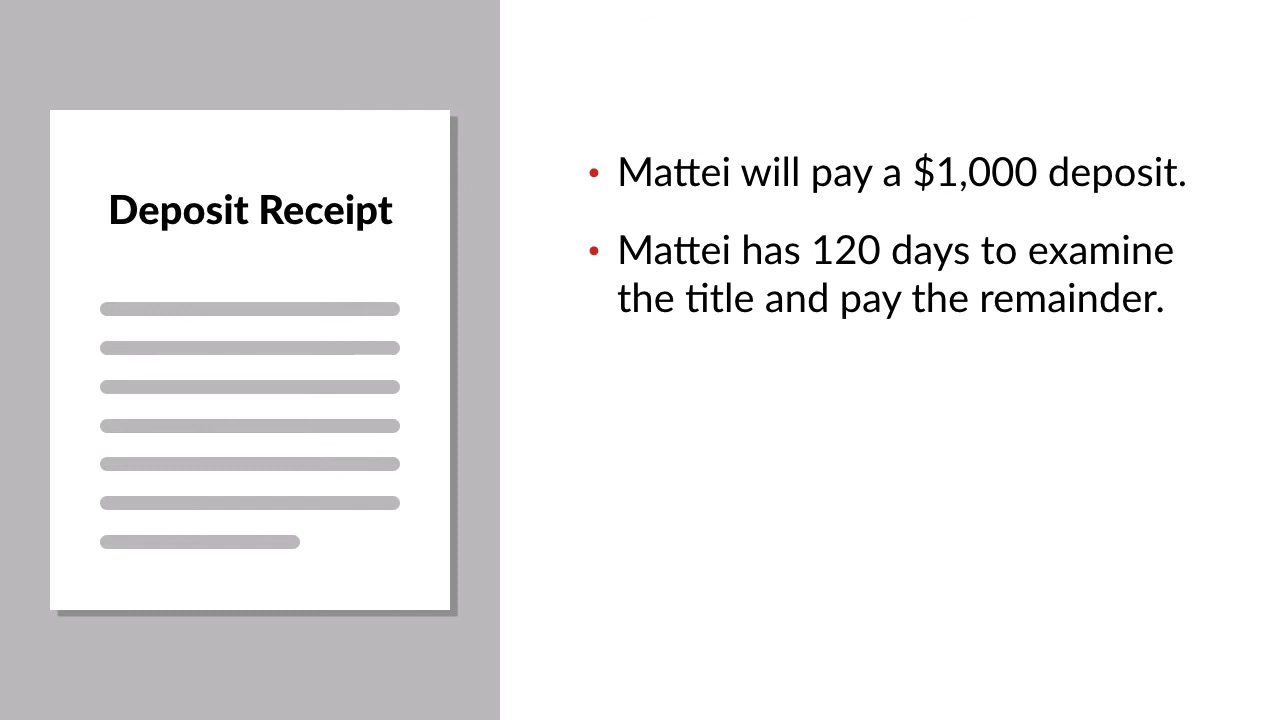 Deposit Receipt
• Mattei will pay a $1,000 deposit.
• Mattei has 120 days to examine
the title and pay the remainder.